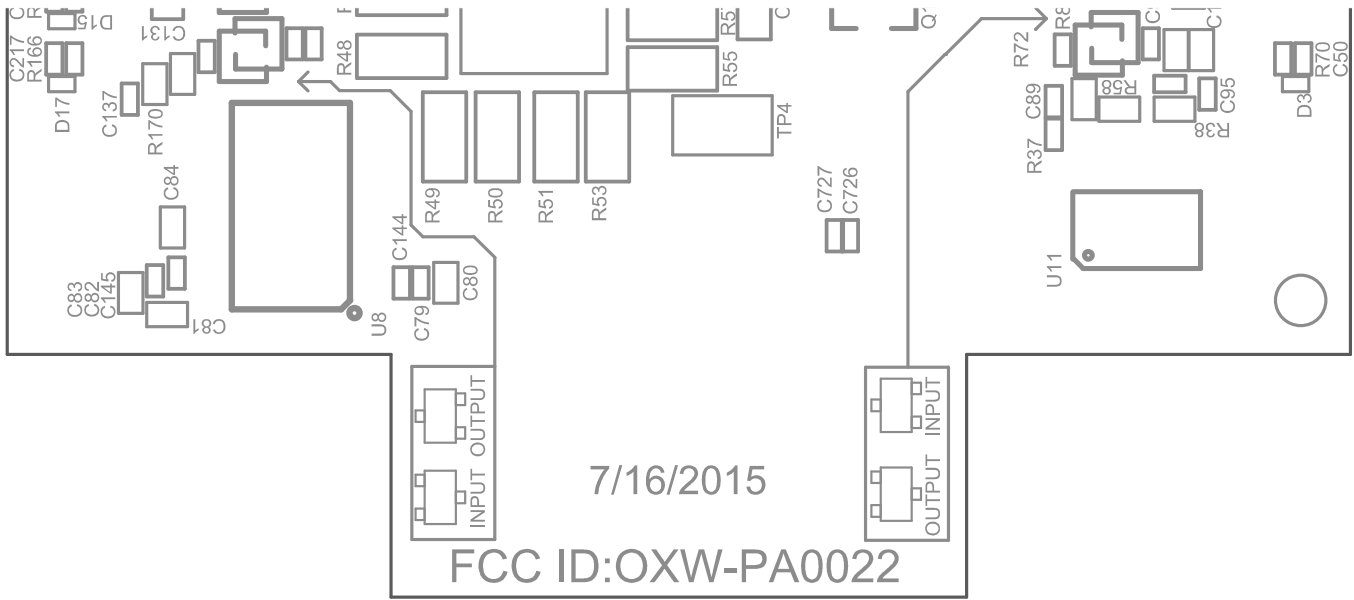 D15
C131
C217
R166
D17
C137
R170
R48
R55
TP4
R72
R58
C89
R37
R38
C95
R70
C50
D3
C84
R49
R50
R51
R53
C144
C727
C726
U11
C83
C82
C145
C81
U8
C79
C80
OUTPUT
INPUT
INPUT
OUTPUT
7/16/2015
FCC ID:OXW-PA0022